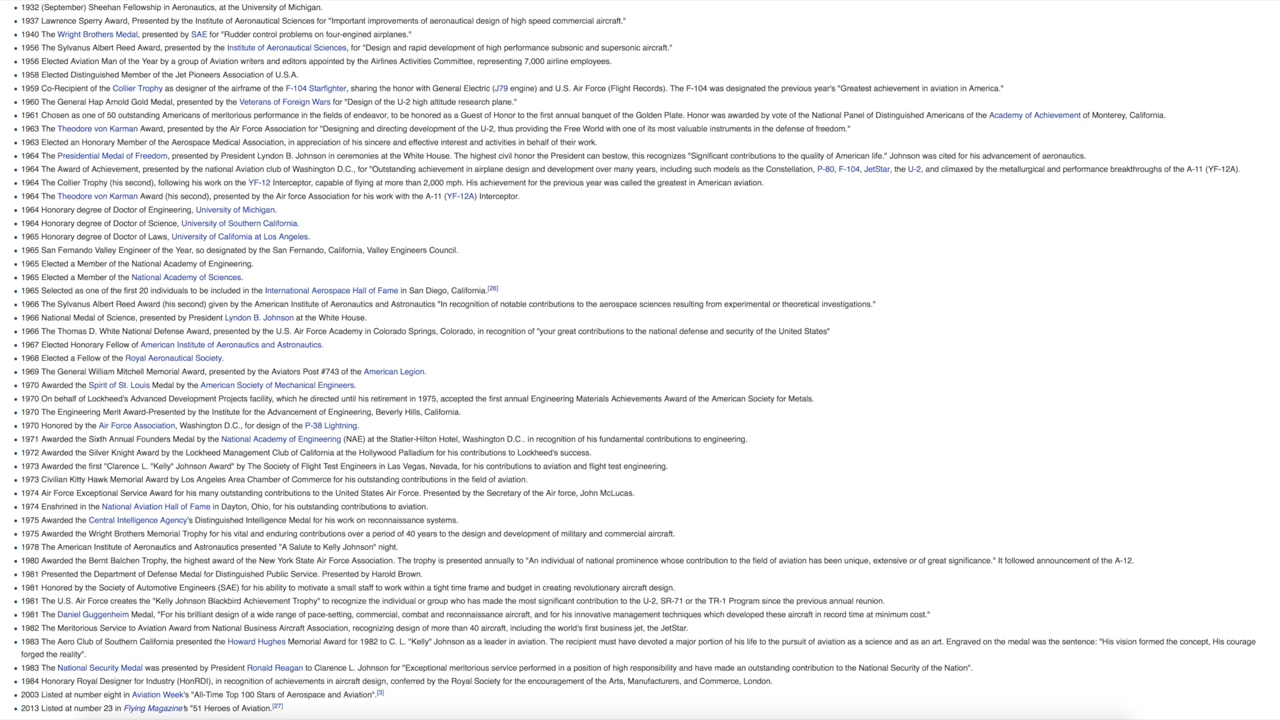 • 1932 (September) Sheehan Fellowship in Aeronautics, at the University of Michigan.
• 1937 Lawrence Sperry Award, Presented by the Institute of Aeronautical Sciences for "Important improvements of aeronautical design of high speed commercial aircraft."
• 1940 The Wright Brothers Medal, presented by SAE for "Rudder control problems on four-engined airplanes."
• 1956 The Sylvanus Albert Reed Award, presented by the Institute of Aeronautical Sciences, for "Design and rapid development of high performance subsonic and supersonic aircraft."
• 1956 Elected Aviation Man of the Year by a group of Aviation writers and editors appointed by the Airlines Activities Committee, representing 7,000 airline employees.
• 1958 Elected Distinguished Member of the Jet Pioneers Association of U.S.A.
• 1959 Co-Recipient of the Collier Trophy as designer of the airframe of the F-104 Starfighter, sharing the honor with General Electric (J79 engine) and U.S. Air Force (Flight Records). The F-104 was designated the previous year's "Greatest achievement in aviation in America."
• 1960 The General Hap Arnold Gold Medal, presented by the Veterans of Foreign Wars for "Design of the U-2 high altitude research plane."
• 1961 Chosen as one of 50 outstanding Americans of meritorious performance in the fields of endeavor, to be honored as a Guest of Honor to the first annual banquet of the Golden Plate. Honor was awarded by vote of the National Panel of Distinguished Americans of the Academy of Achievement of Monterey, California.
• 1963 The Theodore von Karman Award, presented by the Air Force Association for "Designing and directing development of the U-2, thus providing the Free World with one of its most valuable instruments in the defense of freedom."
• 1963 Elected an Honorary Member of the Aerospace Medical Association, in appreciation of his sincere and effective interest and activities in behalf of their work.
• 1964 The Presidential Medal of Freedom, presented by President Lyndon B. Johnson in ceremonies at the White House. The highest civil honor the President can bestow, this recognizes "Significant contributions to the quality of American life." Johnson was cited for his advancement of aeronautics.
• 1964 The Award of Achievement, presented by the national Aviation club of Washington D.C., for "Outstanding achievement in airplane design and development over many years, including such models as the Constellation, P-80, F-104, JetStar, the U-2, and climaxed by the metallurgical and performance breakthroughs of the A-11 (YF-12A).
• 1964 The Collier Trophy (his second), following his work on the YF-12 Interceptor, capable of flying at more than 2,000 mph. His achievement for the previous year was called the greatest in American aviation.
• 1964 The Theodore von Karman Award (his second), presented by the Air force Association for his work with the A-11 (YF-12A) Interceptor.
• 1964 Honorary degree of Doctor of Engineering, University of Michigan.
• 1964 Honorary degree of Doctor of Science, University of Southern California.
• 1965 Honorary degree of Doctor of Laws, University of California at Los Angeles.
• 1965 San Fernando Valley Engineer of the Year, so designated by the San Fernando, California, Valley Engineers Council.
• 1965 Elected a Member of the National Academy of Engineering.
• 1965 Elected a Member of the National Academy of Sciences.
• 1965 Selected as one of the first 20 individuals to be included in the International Aerospace Hall of Fame in San Diego, California.[26]
• 1966 The Sylvanus Albert Reed Award (his second) given by the American Institute of Aeronautics and Astronautics "In recognition of notable contributions to the aerospace sciences resulting from experimental or theoretical investigations."
• 1966 National Medal of Science, presented by President Lyndon B. Johnson at the White House.
• 1966 The Thomas D. White National Defense Award, presented by the U.S. Air Force Academy in Colorado Springs, Colorado, in recognition of "your great contributions to the national defense and security of the United States"
• 1967 Elected Honorary Fellow of American Institute of Aeronautics and Astronautics.
• 1968 Elected a Fellow of the Royal Aeronautical Society.
• 1969 The General William Mitchell Memorial Award, presented by the Aviators Post #743 of the American Legion.
• 1970 Awarded the Spirit of St. Louis Medal by the American Society of Mechanical Engineers.
• 1970 On behalf of Lockheed's Advanced Development Projects facility, which he directed until his retirement in 1975, accepted the first annual Engineering Materials Achievements Award of the American Society for Metals.
• 1970 The Engineering Merit Award-Presented by the Institute for the Advancement of Engineering, Beverly Hills, California.
• 1970 Honored by the Air Force Association, Washington D.C., for design of the P-38 Lightning.
• 1971 Awarded the Sixth Annual Founders Medal by the National Academy of Engineering (NAE) at the Statler-Hilton Hotel, Washington D.C.. in recognition of his fundamental contributions to engineering.
• 1972 Awarded the Silver Knight Award by the Lockheed Management Club of California at the Hollywood Palladium for his contributions to Lockheed's success.
• 1973 Awarded the first "Clarence L. "Kelly" Johnson Award" by The Society of Flight Test Engineers in Las Vegas, Nevada, for his contributions to aviation and flight test engineering.
• 1973 Civilian Kitty Hawk Memorial Award by Los Angeles Area Chamber of Commerce for his outstanding contributions in the field of aviation.
• 1974 Air Force Exceptional Service Award for his many outstanding contributions to the United States Air Force. Presented by the Secretary of the Air force, John McLucas.
• 1974 Enshrined in the National Aviation Hall of Fame in Dayton, Ohio, for his outstanding contributions to aviation.
• 1975 Awarded the Central Intelligence Agency's Distinguished Intelligence Medal for his work on reconnaissance systems.
• 1975 Awarded the Wright Brothers Memorial Trophy for his vital and enduring contributions over a period of 40 years to the design and development of military and commercial aircraft.
• 1978 The American Institute of Aeronautics and Astronautics presented "A Salute to Kelly Johnson" night.
• 1980 Awarded the Bernt Balchen Trophy, the highest award of the New York State Air Force Association. The trophy is presented annually to "An individual of national prominence whose contribution to the field of aviation has been unique, extensive or of great significance." It followed announcement of the A-12.
• 1981 Presented the Department of Defense Medal for Distinguished Public Service. Presented by Harold Brown.
• 1981 Honored by the Society of Automotive Engineers (SAE) for his ability to motivate a small staff to work within a tight time frame and budget in creating revolutionary aircraft design.
• 1981 The U.S. Air Force creates the "Kelly Johnson Blackbird Achievement Trophy" to recognize the individual or group who has made the most significant contribution to the U-2, SR-71 or the TR-1 Program since the previous annual reunion.
• 1981 The Daniel Guggenheim Medal, "For his brilliant design of a wide range of pace-setting, commercial, combat and reconnaissance aircraft, and for his innovative management techniques which developed these aircraft in record time at minimum cost."
• 1982 The Meritorious Service to Aviation Award from National Business Aircraft Association, recognizing design of more than 40 aircraft, including the world's first business jet, the JetStar.
• 1983 The Aero Club of Southern California presented the Howard Hughes Memorial Award for 1982 to C. L. "Kelly" Johnson as a leader in aviation. The recipient must have devoted a major portion of his life to the pursuit of aviation as a science and as an art. Engraved on the medal was the sentence: "His vision formed the concept, His courage
forged the reality".
• 1983 The National Security Medal was presented by President Ronald Reagan to Clarence L. Johnson for "Exceptional meritorious service performed in a position of high responsibility and have made an outstanding contribution to the National Security of the Nation".
• 1984 Honorary Royal Designer for Industry (HonRDI), in recognition of achievements in aircraft design, conferred by the Royal Society for the encouragement of the Arts, Manufacturers, and Commerce, London.
• 2003 Listed at number eight in Aviation Week's "All-Time Top 100 Stars of Aerospace and Aviation".[3]
• 2013 Listed at number 23 in Flying Magazine's "51 Heroes of Aviation.[27]